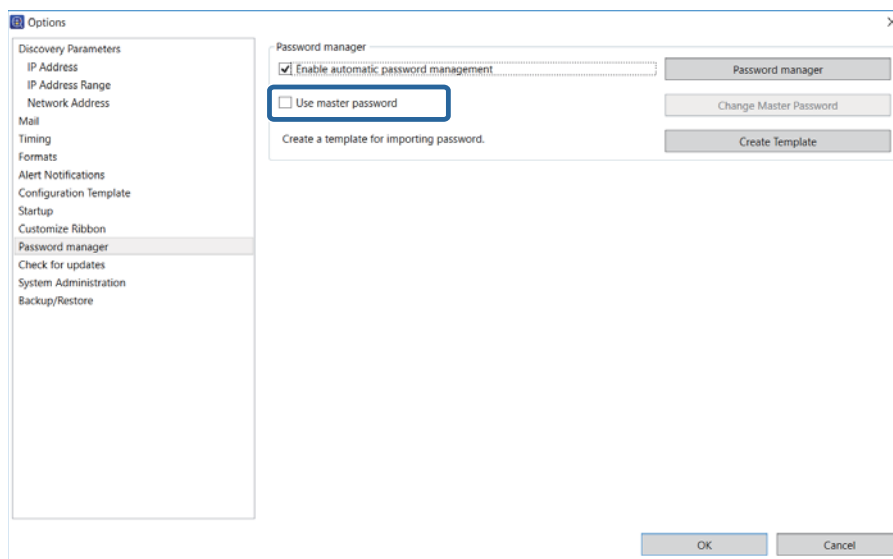 Options
Discovery Parameters
IP Address
IP Address Range
Network Address
Mail
Timing
Formats
Alert Notifications
Configuration Template
Startup
Customize Ribbon
Password manager
Check for updates
System Administration
Backup/Restore
Password manager
Enable automatic password management
Password manager
Use master password
Change Master Password
Create a template for importing password.
Create Template
OK
Cancel